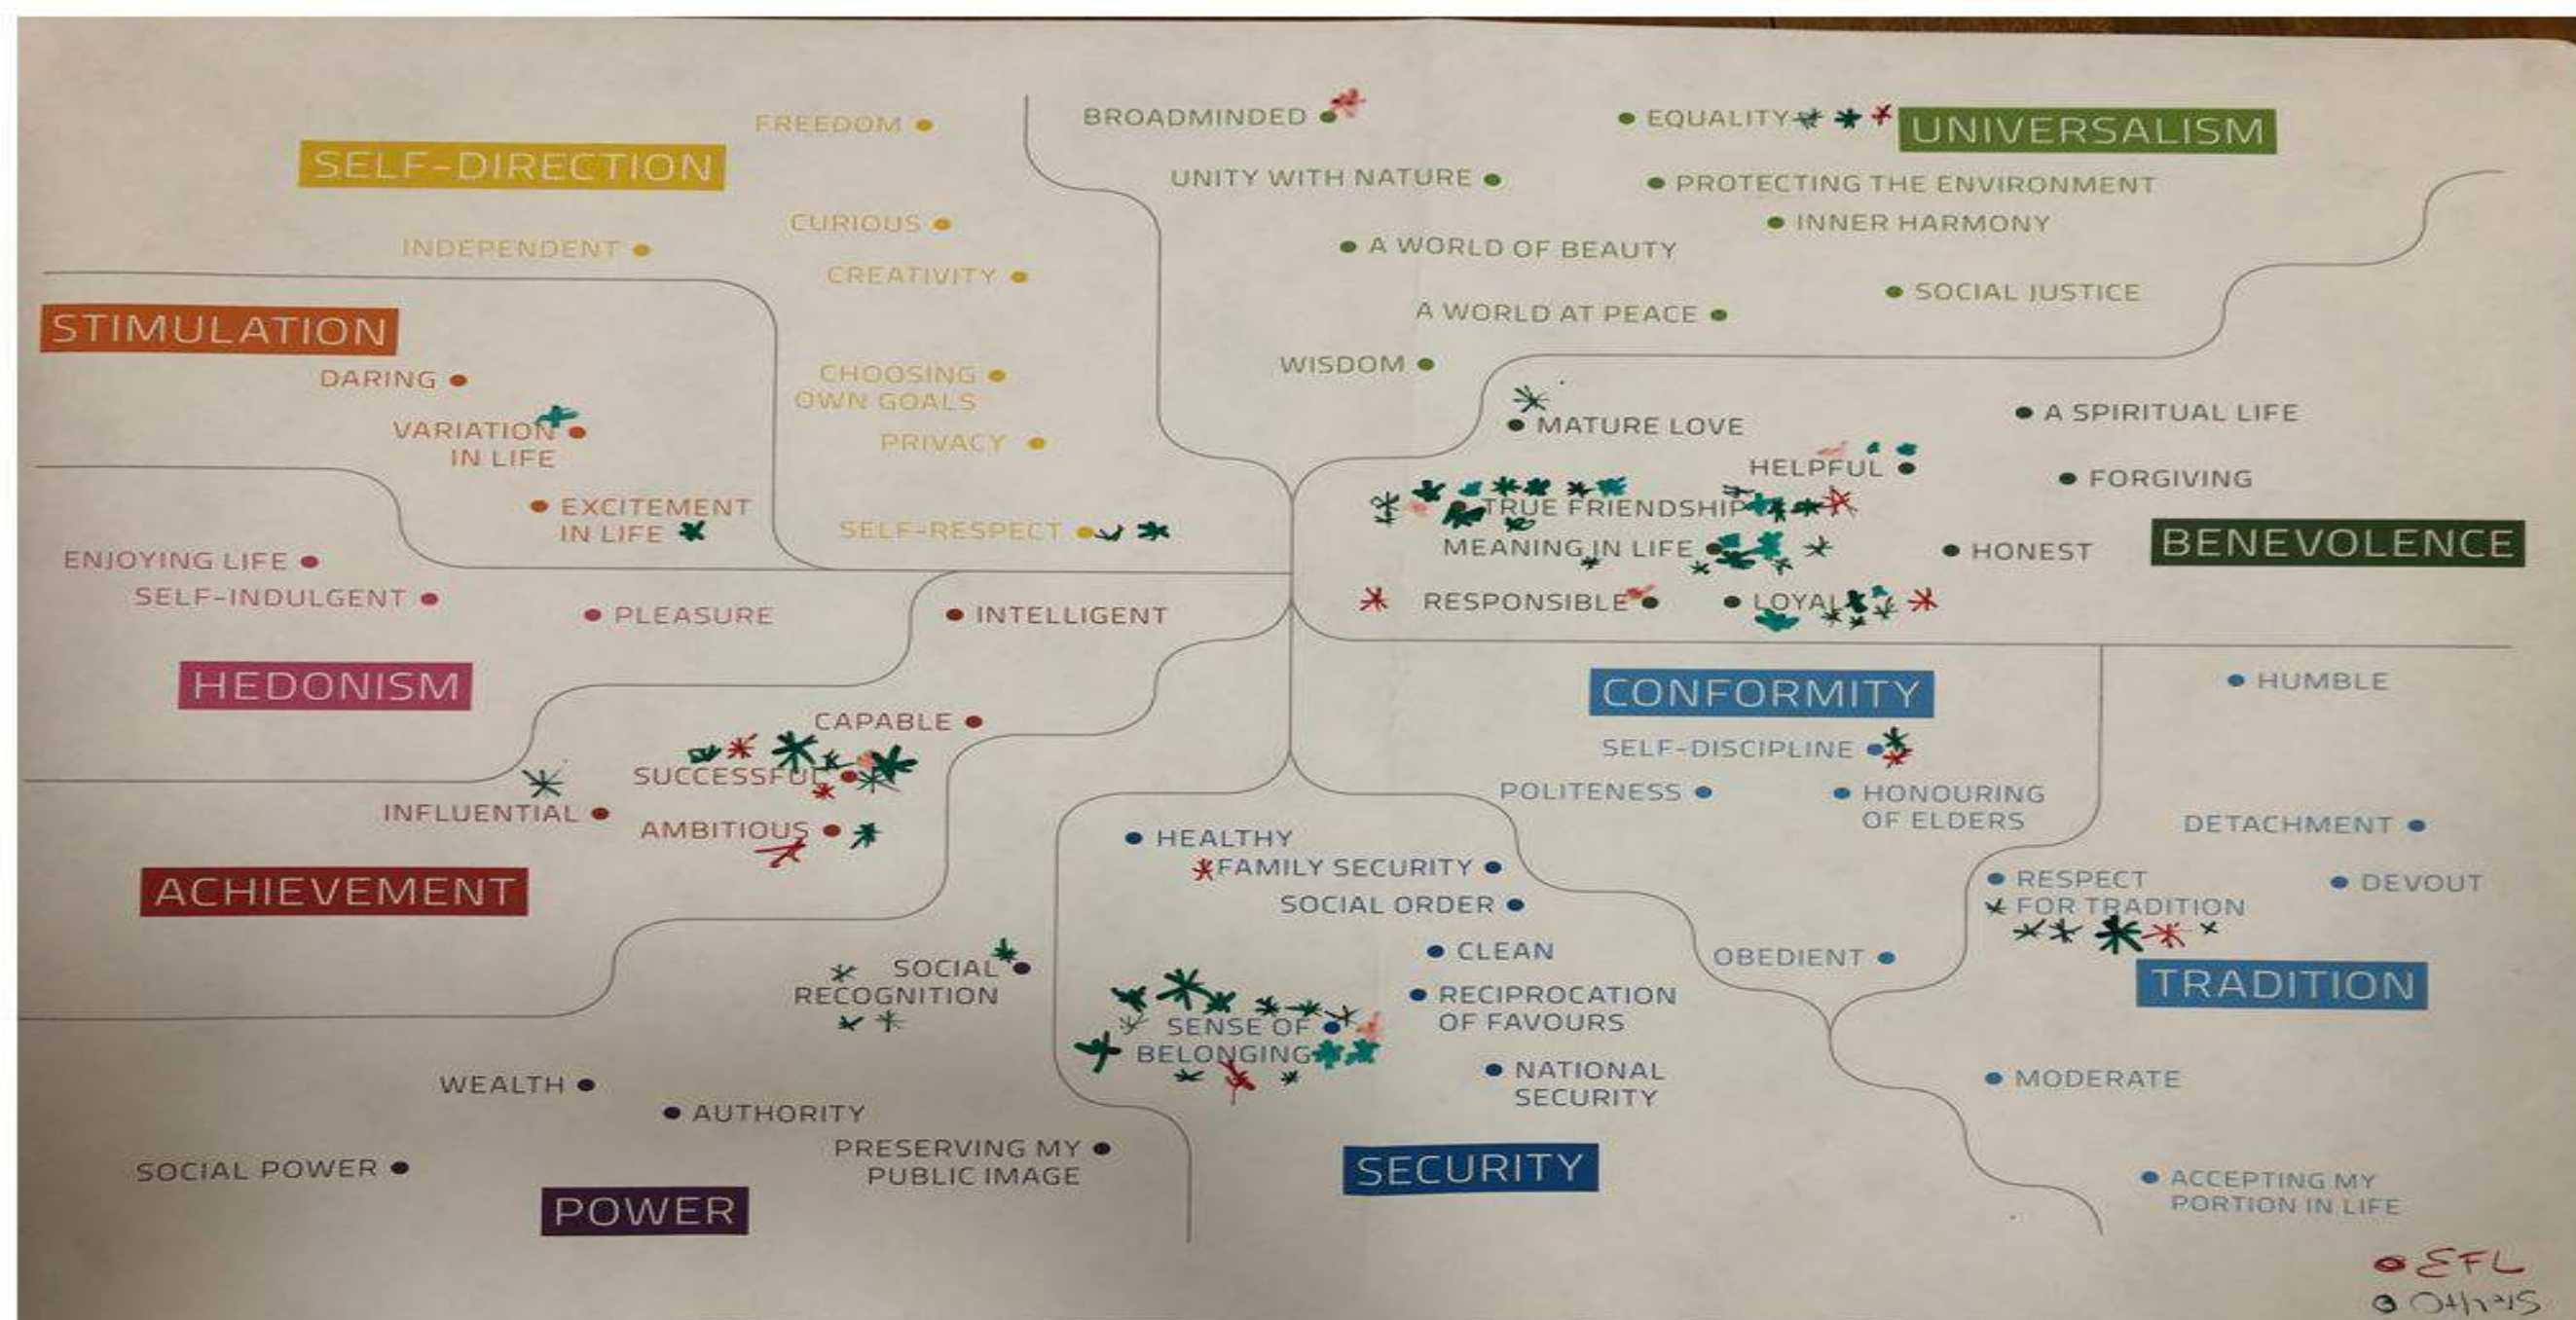 SELF-DIRECTION
FREEDOM
CURIOUS
INDEPENDENT
CREATIVITY
CHOOSING
OWN GOALS
PRIVACY
SELF-RESPECT
BROADMINDED
EQUALITY
UNIVERSALISM
UNITY WITH NATURE
PROTECTING THE ENVIRONMENT
INNER HARMONY
A WORLD OF BEAUTY
SOCIAL JUSTICE
A WORLD AT PEACE
WISDOM
STIMULATION
DARING
VARIATION
IN LIFE
EXCITEMENT
IN LIFE
MATURE LOVE
A SPIRITUAL LIFE
HELPFUL
FORGIVING
TRUE FRIENDSHIP
MEANING IN LIFE
HONEST
BENEVOLENCE
RESPONSIBLE
LOYAL
ENJOYING LIFE
SELF-INDULGENT
PLEASURE
HEDONISM
INTELLIGENT
CAPABLE
SUCCESSFUL
INFLUENTIAL
AMBITIOUS
ACHIEVEMENT
CONFORMITY
SELF-DISCIPLINE
POLITENESS
HONOURING
OF ELDERS
OBEDIENT
HUMBLE
DETACHMENT
RESPECT
FOR TRADITION
DEVOUT
TRADITION
MODERATE
ACCEPTING MY
PORTION IN LIFE
HEALTHY
FAMILY SECURITY
SOCIAL ORDER
CLEAN
RECIPROCATION
OF FAVOURS
SENSE OF
BELONGING
NATIONAL
SECURITY
SECURITY
SOCIAL
RECOGNITION
WEALTH
AUTHORITY
PRESERVING MY
PUBLIC IMAGE
SOCIAL POWER
POWER
EFL
Others